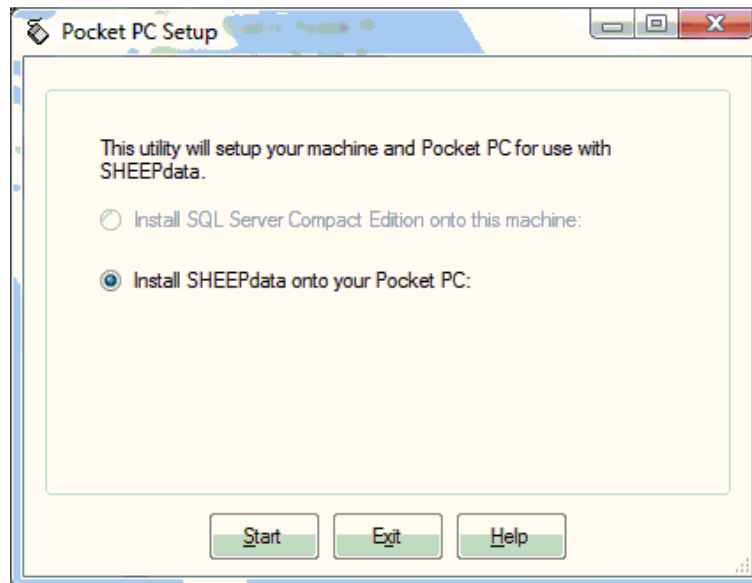 Pocket PC Setup
This utility will setup your machine and Pocket PC for use with
SHEEPdata.
Install SQL Server Compact Edition onto this machine:
Install SHEEPdata onto your Pocket PC:
Start Exit Help